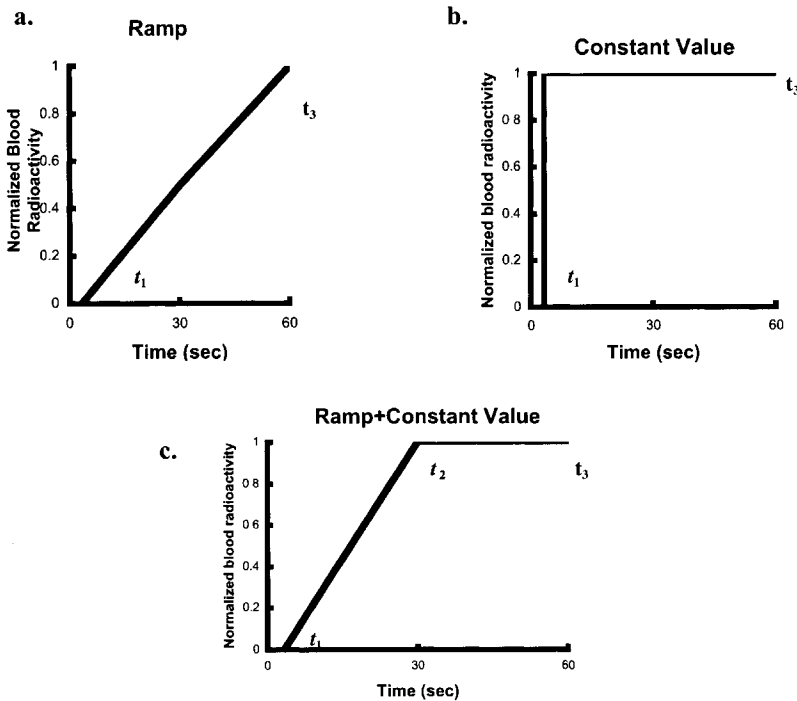 a.
Ramp
Normalized Blood
Radioactivity
1
0.8
0.6
0.4
0.2
0
t3
t1
0 30 60
Time (sec)
b.
Constant Value
Normalized blood radioactivity
1
0 8
0 6
0 4
0 2
0
t3
t1
0 30 60
Time (sec)
c.
Ramp+Constant Value
Normalized blood radioactivity
1
0 8
0 6
0 4
0.2
0
t2 t3
t1
0 30 60
Time (sec)